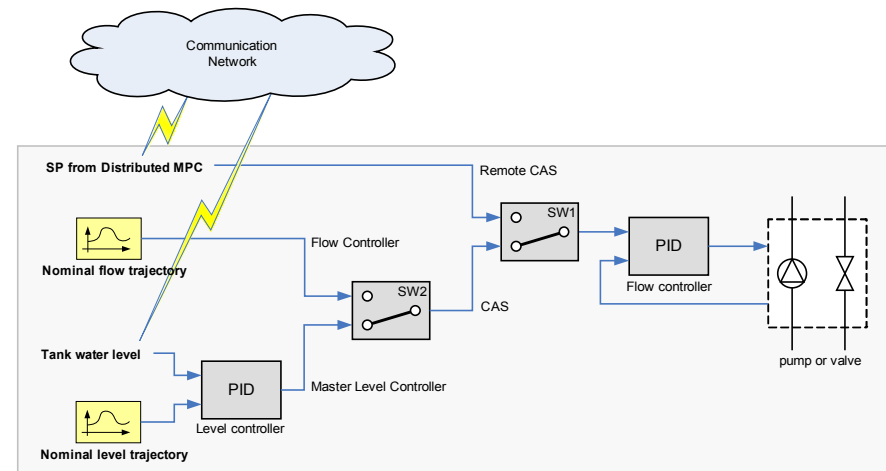 Communication
Network
SP from Distributed MPC
Remote CAS
SW1
Flow Controller
PID
Nominal flow trajectory
Flow controller
SW2
CAS
Tank water level
pump or valve
PID
Master Level Controller
Level controller
Nominal level trajectory